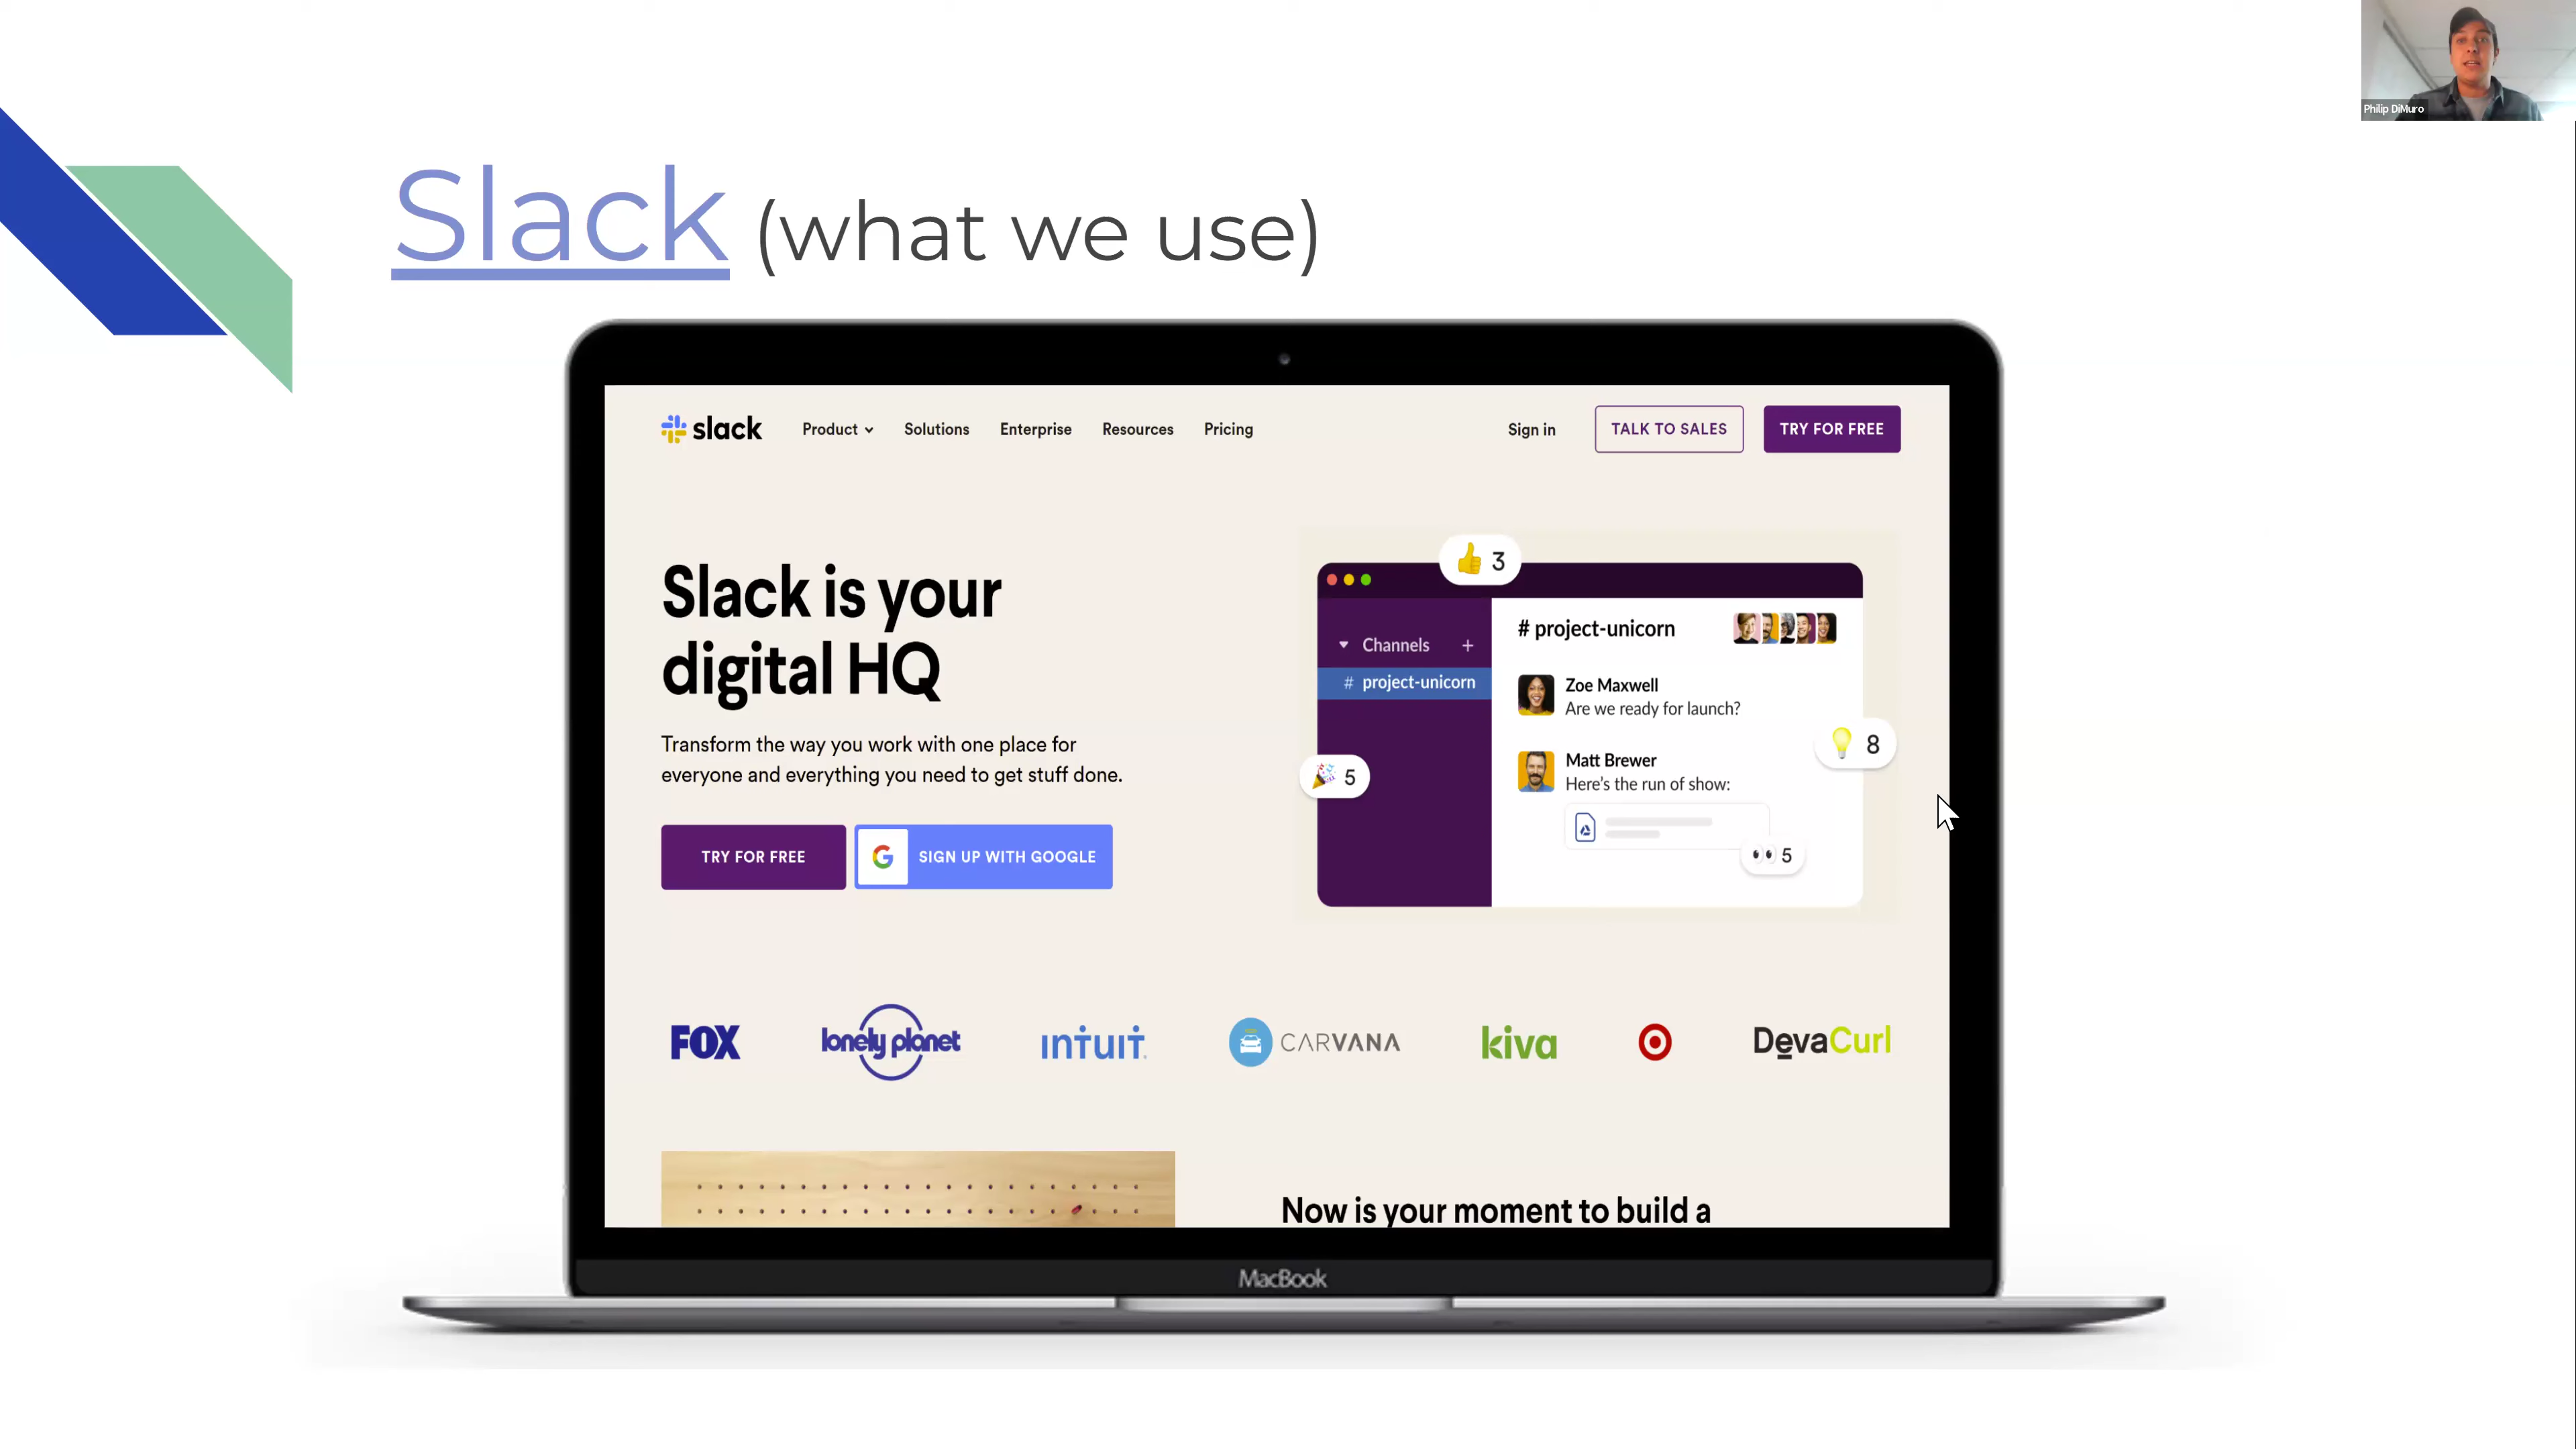 Philip DiMuro
Slack (what we use)
slack Product Solutions Enterprise Resources Pricing Sign in TALK TO SALES TRY FOR FREE
Slack is your
digital HQ
Transform the way you work with one place for
everyone and everything you need to get stuff done.
TRY FOR FREE SIGN UP WITH GOOGLE
3
Channels +
# project-unicorn
5
# project-unicorn
Zoe Maxwell
Are we ready for launch?
8
Matt Brewer
Here's the run of show:
5
FOX lonely planet intuit CARVANA kiva DevaCurl
Now is your moment to build a
MacBook